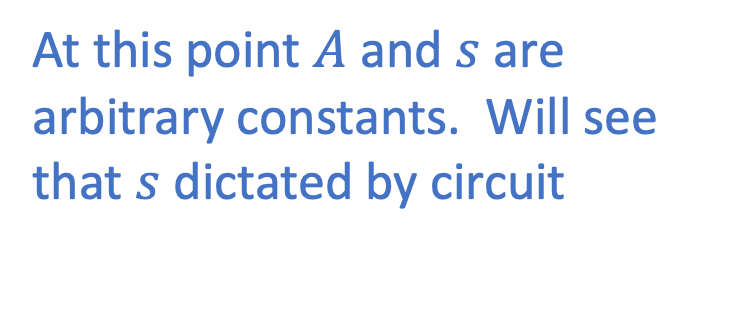 At this point A and s are
arbitrary constants.  Will see
that s dictated by circuit